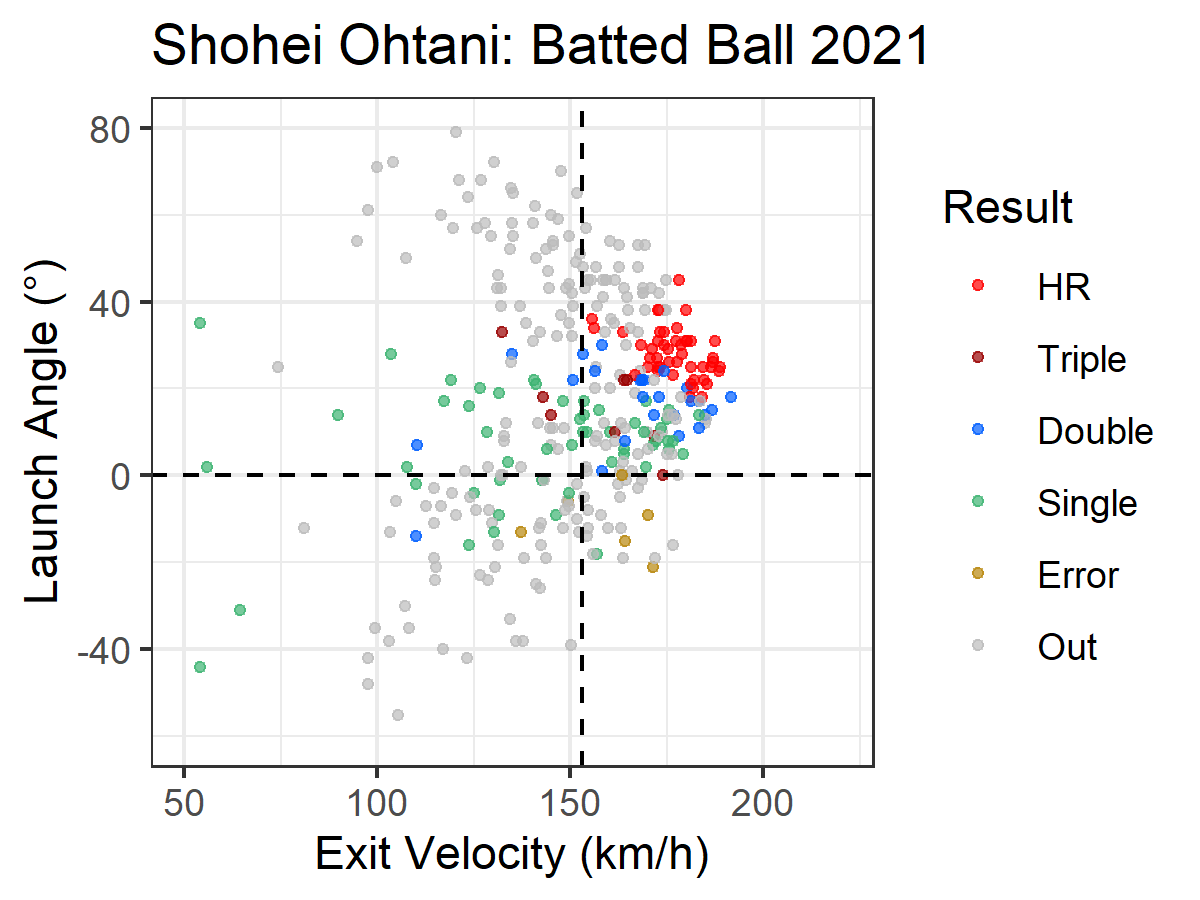 Shohei Ohtani: Batted Ball 2021
Launch Angle (°)
80
40
0
-40
50
100
150
200
Exit Velocity (km/h)
Result
HR
Triple
Double
Single
Error
Out